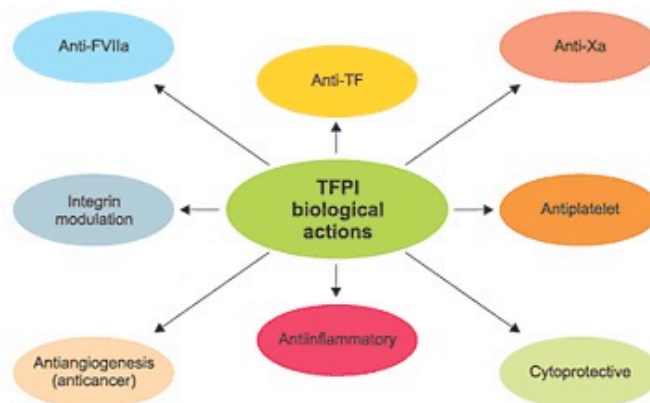 Anti-FVIIa
Anti-TF
Anti-Xa
Integrin
modulation
TFPI
biological
actions
Antiplatelet
Antiangiogenesis
(anticancer)
Antiinflammatory
Cytoprotective